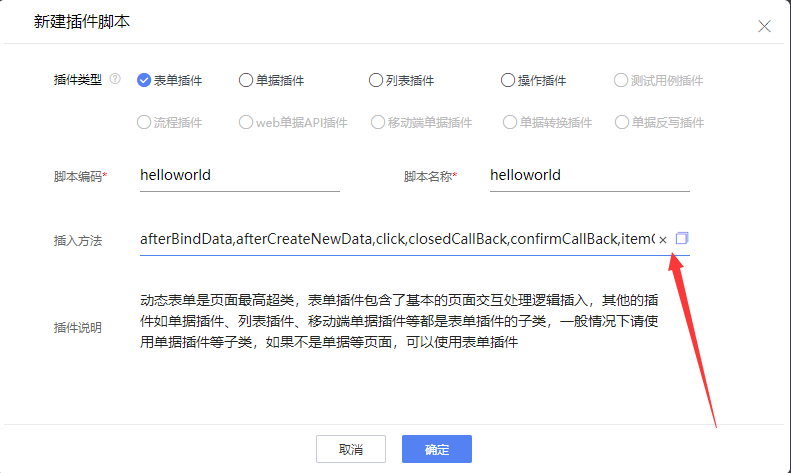 新建插件脚本
插件类型 表单插件 单据插件 列表插件 操作插件 测试用例插件
流程插件 web单据API插件 移动端单据插件 单据转换插件 单据反写插件
脚本编码* helloworld 脚本名称* helloworld
插入方法 afterBindData,afterCreateNewData,click,closedCallBack,confirmCallBack,itemC
动态表单是页面最高超类，表单插件包含了基本的页面交互处理逻辑插入，其他的插
件如单据插件、列表插件、移动端单据插件等都是表单插件的子类，一般情况下请使
插件说明
用单据插件等子类，如果不是单据等页面，可以使用表单插件
取消 确定